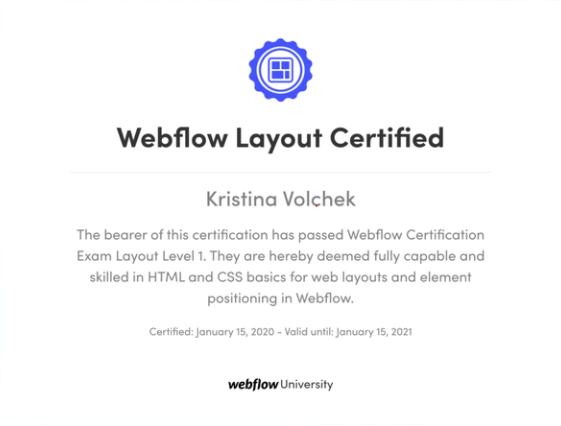 Webflow Layout Certified
Kristina Volchek
The bearer of this certification has passed Webflow Certification
Exam Layout Level 1. They are hereby deemed fully capable and
skilled in HTML and CSS basics for web layouts and element
positioning in Webflow.
Certified: January 15, 2020 - Valid until: January 15, 2021
webflow University